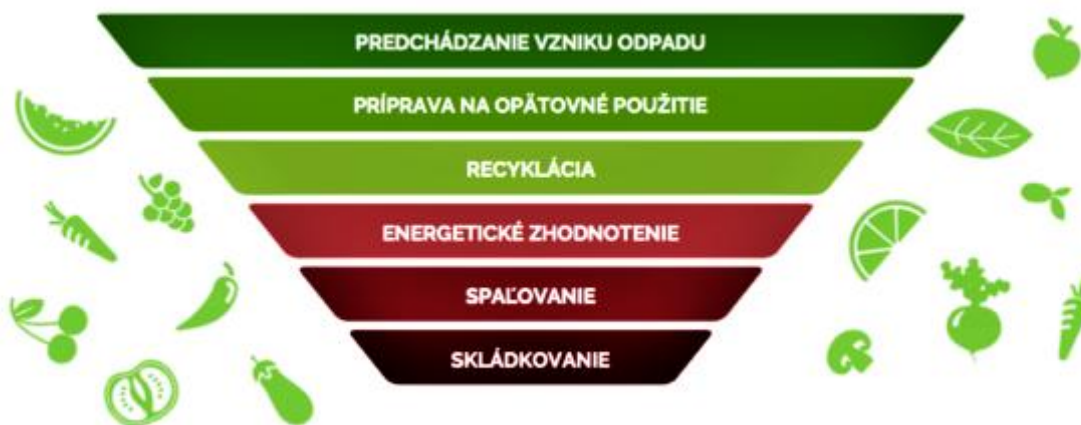 PREDCHÁDZANIE VZNIKU ODPADU
PRÍPRAVA NA OPÄTOVNÉ POUŽITIE
RECYKLÁCIA
ENERGETICKÉ ZHODNOTENIE
SPAĽOVANIE
SKLÁDKOVANIE